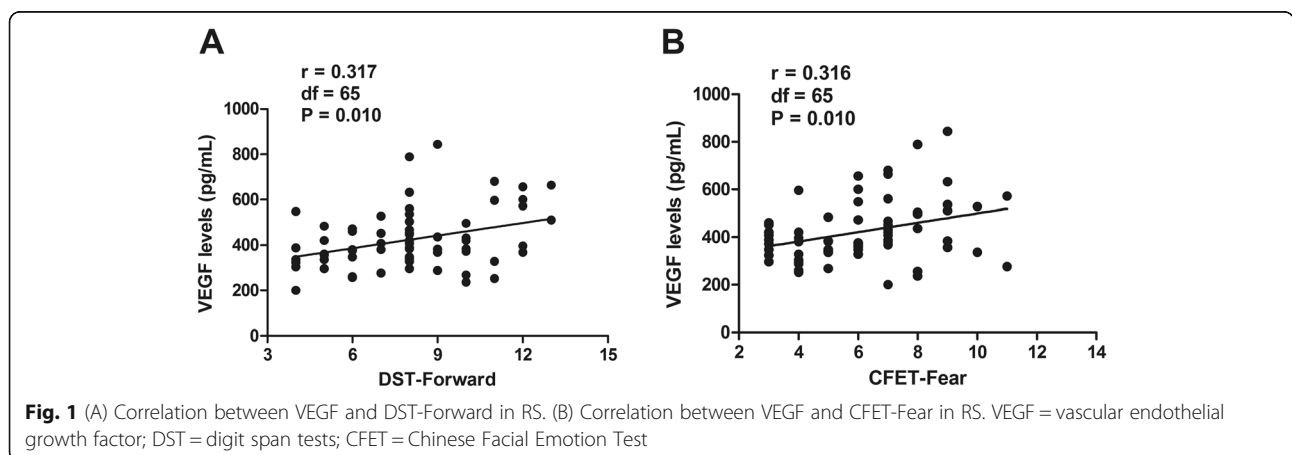 A
r = 0.317
df = 65
P = 0.010
VEGF levels (pg/mL)
1000
800
600
400
200
0
3 6 9 12 15
DST-Forward
B
r = 0.316
df = 65
P = 0.010
VEGF levels (pg/mL)
1000
800
600
400
200
0
2 4 6 8 10 12 14
CFET-Fear
Fig. 1 (A) Correlation between VEGF and DST-Forward in RS. (B) Correlation between VEGF and CFET-Fear in RS. VEGF = vascular endothelial
growth factor; DST = digit span tests; CFET = Chinese Facial Emotion Test